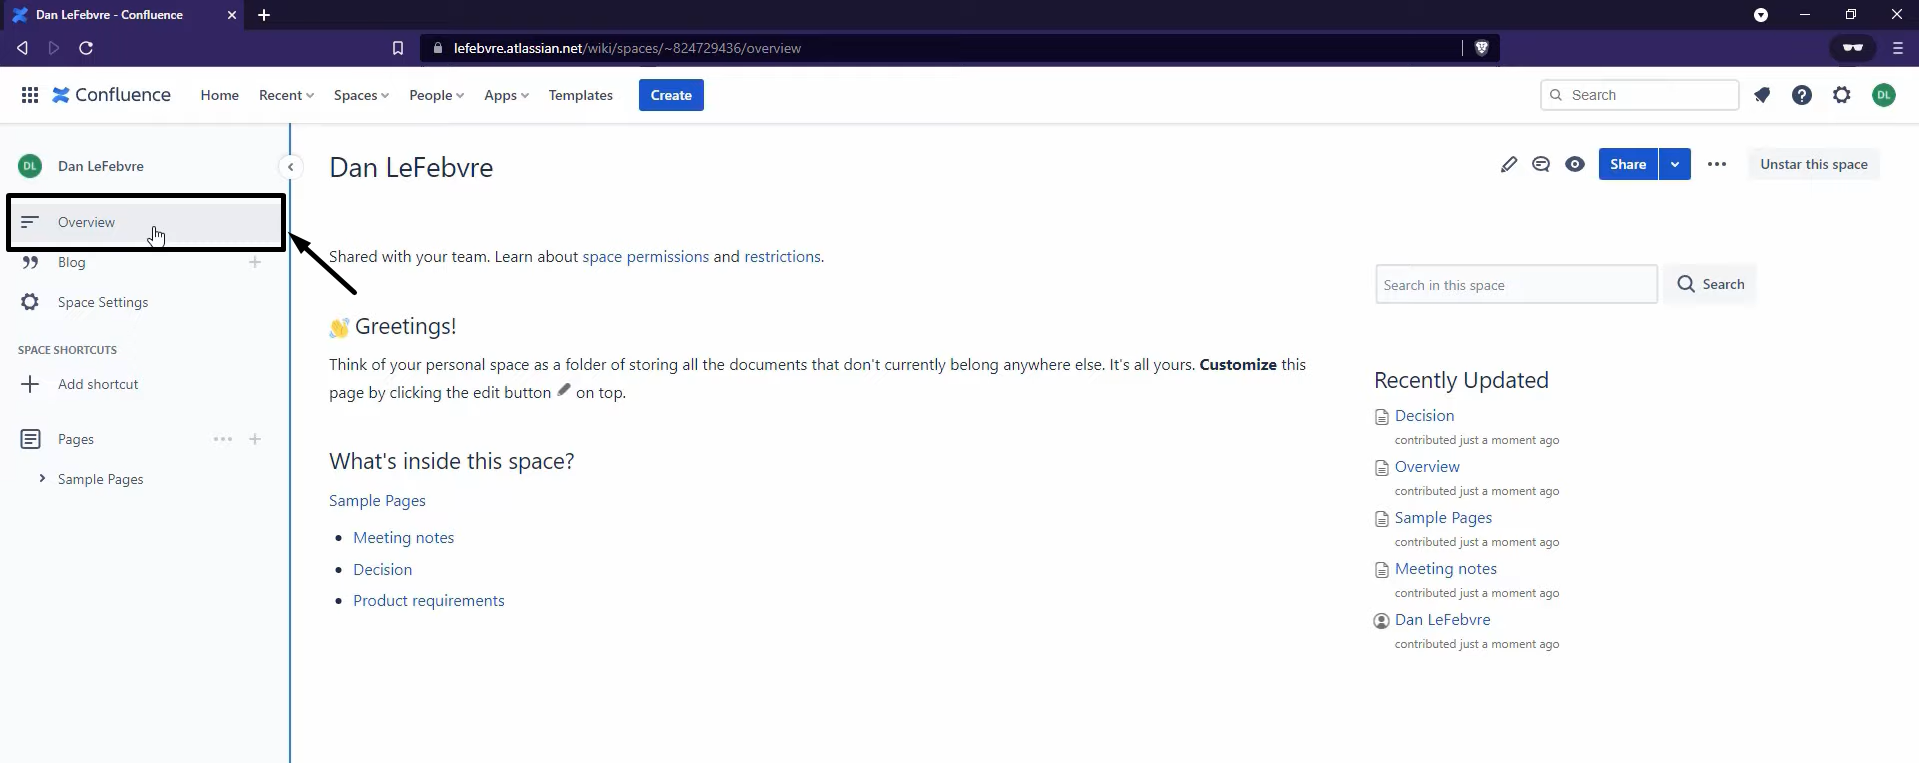 Dan LeFebvre - Confluence
lefebvre.atlassian.net/wiki/spaces/~824729436/overview
Confluence
Home
Recent
Spaces
People
Apps
Templates
Create
Search
DL
DL
Dan LeFebvre
Overview
Blog
Space Settings
SPACE SHORTCUTS
Add shortcut
Pages
Sample Pages
Dan LeFebvre
Share
Unstar this space
Shared with your team. Learn about space permissions and restrictions.
👋 Greetings!
Think of your personal space as a folder of storing all the documents that don't currently belong anywhere else. It's all yours. Customize this
page by clicking the edit button on top.
What's inside this space?
Sample Pages
• Meeting notes
• Decision
• Product requirements
Search in this space
Search
Recently Updated
Decision
contributed just a moment ago
Overview
contributed just a moment ago
Sample Pages
contributed just a moment ago
Meeting notes
contributed just a moment ago
Dan LeFebvre
contributed just a moment ago